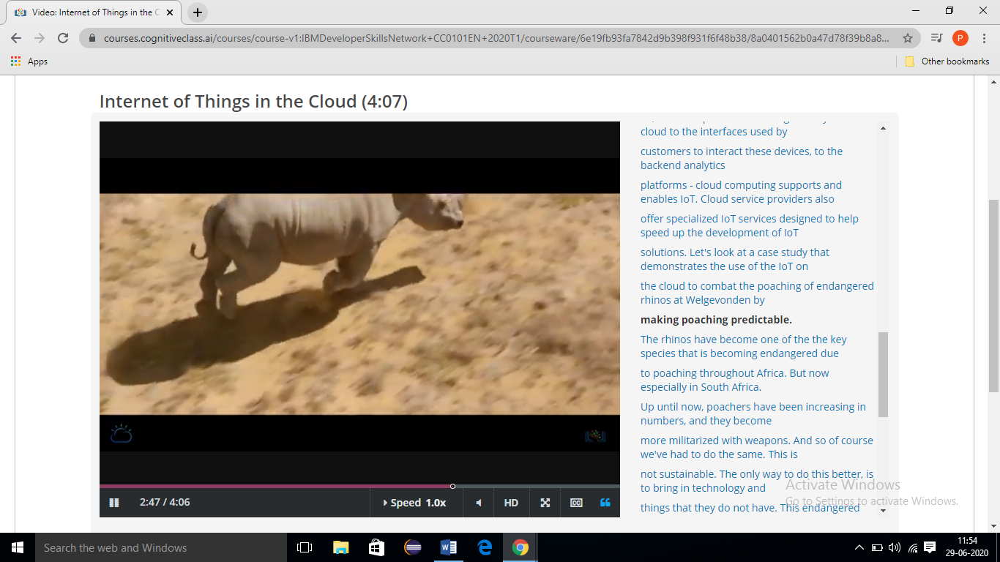 Video: Internet of Things in the C
courses.cognitiveclass.ai/courses/course-v1:IBMDeveloperSkillsNetwork+CC0101EN+2020T1/courseware/6e19fb93fa7842d9b398f931f6f48b38/8a0401562b0a47d78f39b8a8...
P
Apps
Other bookmarks
Internet of Things in the Cloud (4:07)
cloud to the interfaces used by
customers to interact these devices, to the
backend analytics
platforms - cloud computing supports and
enables IoT. Cloud service providers also
offer specialized IoT services designed to help
speed up the development of IoT
solutions. Let's look at a case study that
demonstrates the use of the IoT on
the cloud to combat the poaching of endangered
rhinos at Welgevonden by
making poaching predictable.
The rhinos have become one of the the key
species that is becoming endangered due
to poaching throughout Africa. But now
especially in South Africa.
Up until now, poachers have been increasing in
numbers, and they become
more militarized with weapons. And so of course
we've had to do the same. This is
not sustainable. The only way to do this better, is
to bring in technology and
things that they do not have. This endangered
Activate Windows
Go to Settings to activate Windows.
2:47 / 4:06
Speed 1.0x
HD
CC
Search the web and Windows
11:54
29-06-2020